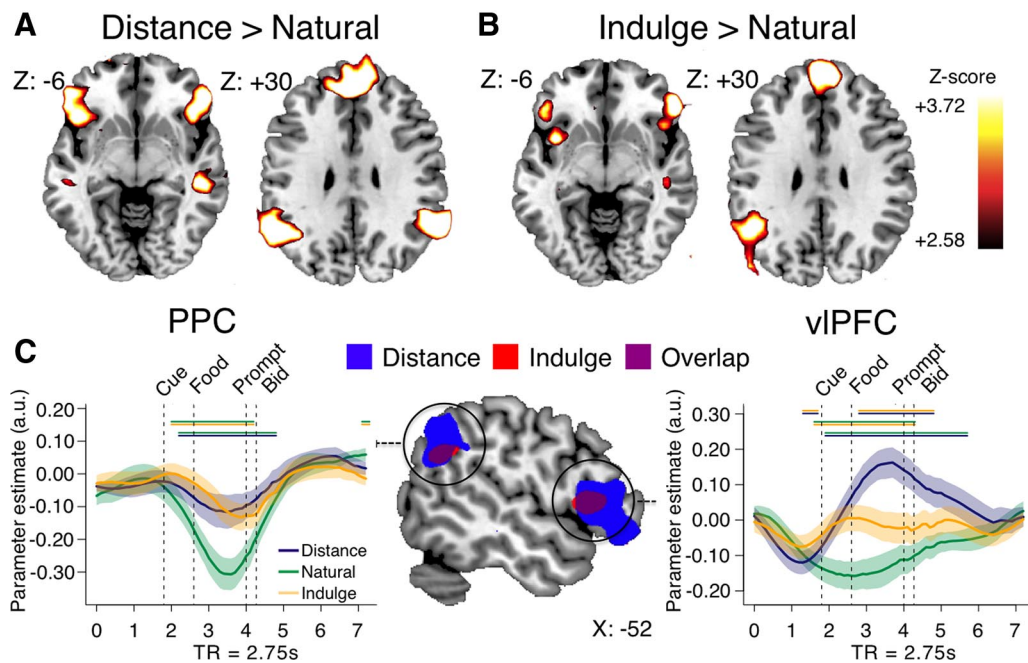 A Distance > Natural
B Indulge > Natural
Z: -6
Z: +30
Z: -6
Z: +30
Z-score
+3.72
+2.58
C
PPC
vlPFC
Distance Indulge Overlap
Cue Food Prompt Bid
Parameter estimate (a.u.)
0.20
0.10
0.00
-0.10
-0.20
-0.30
Distance
Natural
Indulge
0 1 2 3 4 5 6 7
TR = 2.75s
X: -52
Cue Food Prompt Bid
Parameter estimate (a.u.)
0.30
0.20
0.10
0.00
-0.10
-0.20
0 1 2 3 4 5 6 7
TR = 2.75s